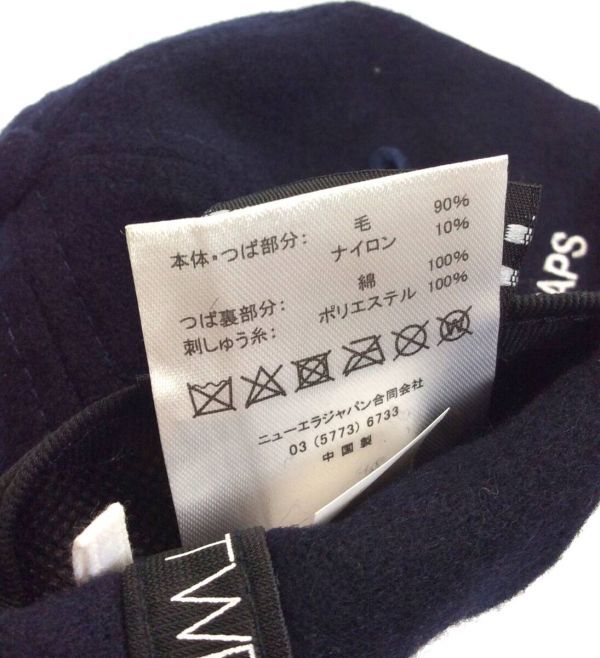 本体・つば部分: 毛 90%
ナイロン 10%
つば裏部分: 綿 100%
刺しゅう糸: ポリエステル 100%
W
ニューエラジャパン合同会社
03 (5773) 6733
中国製
APS
TW